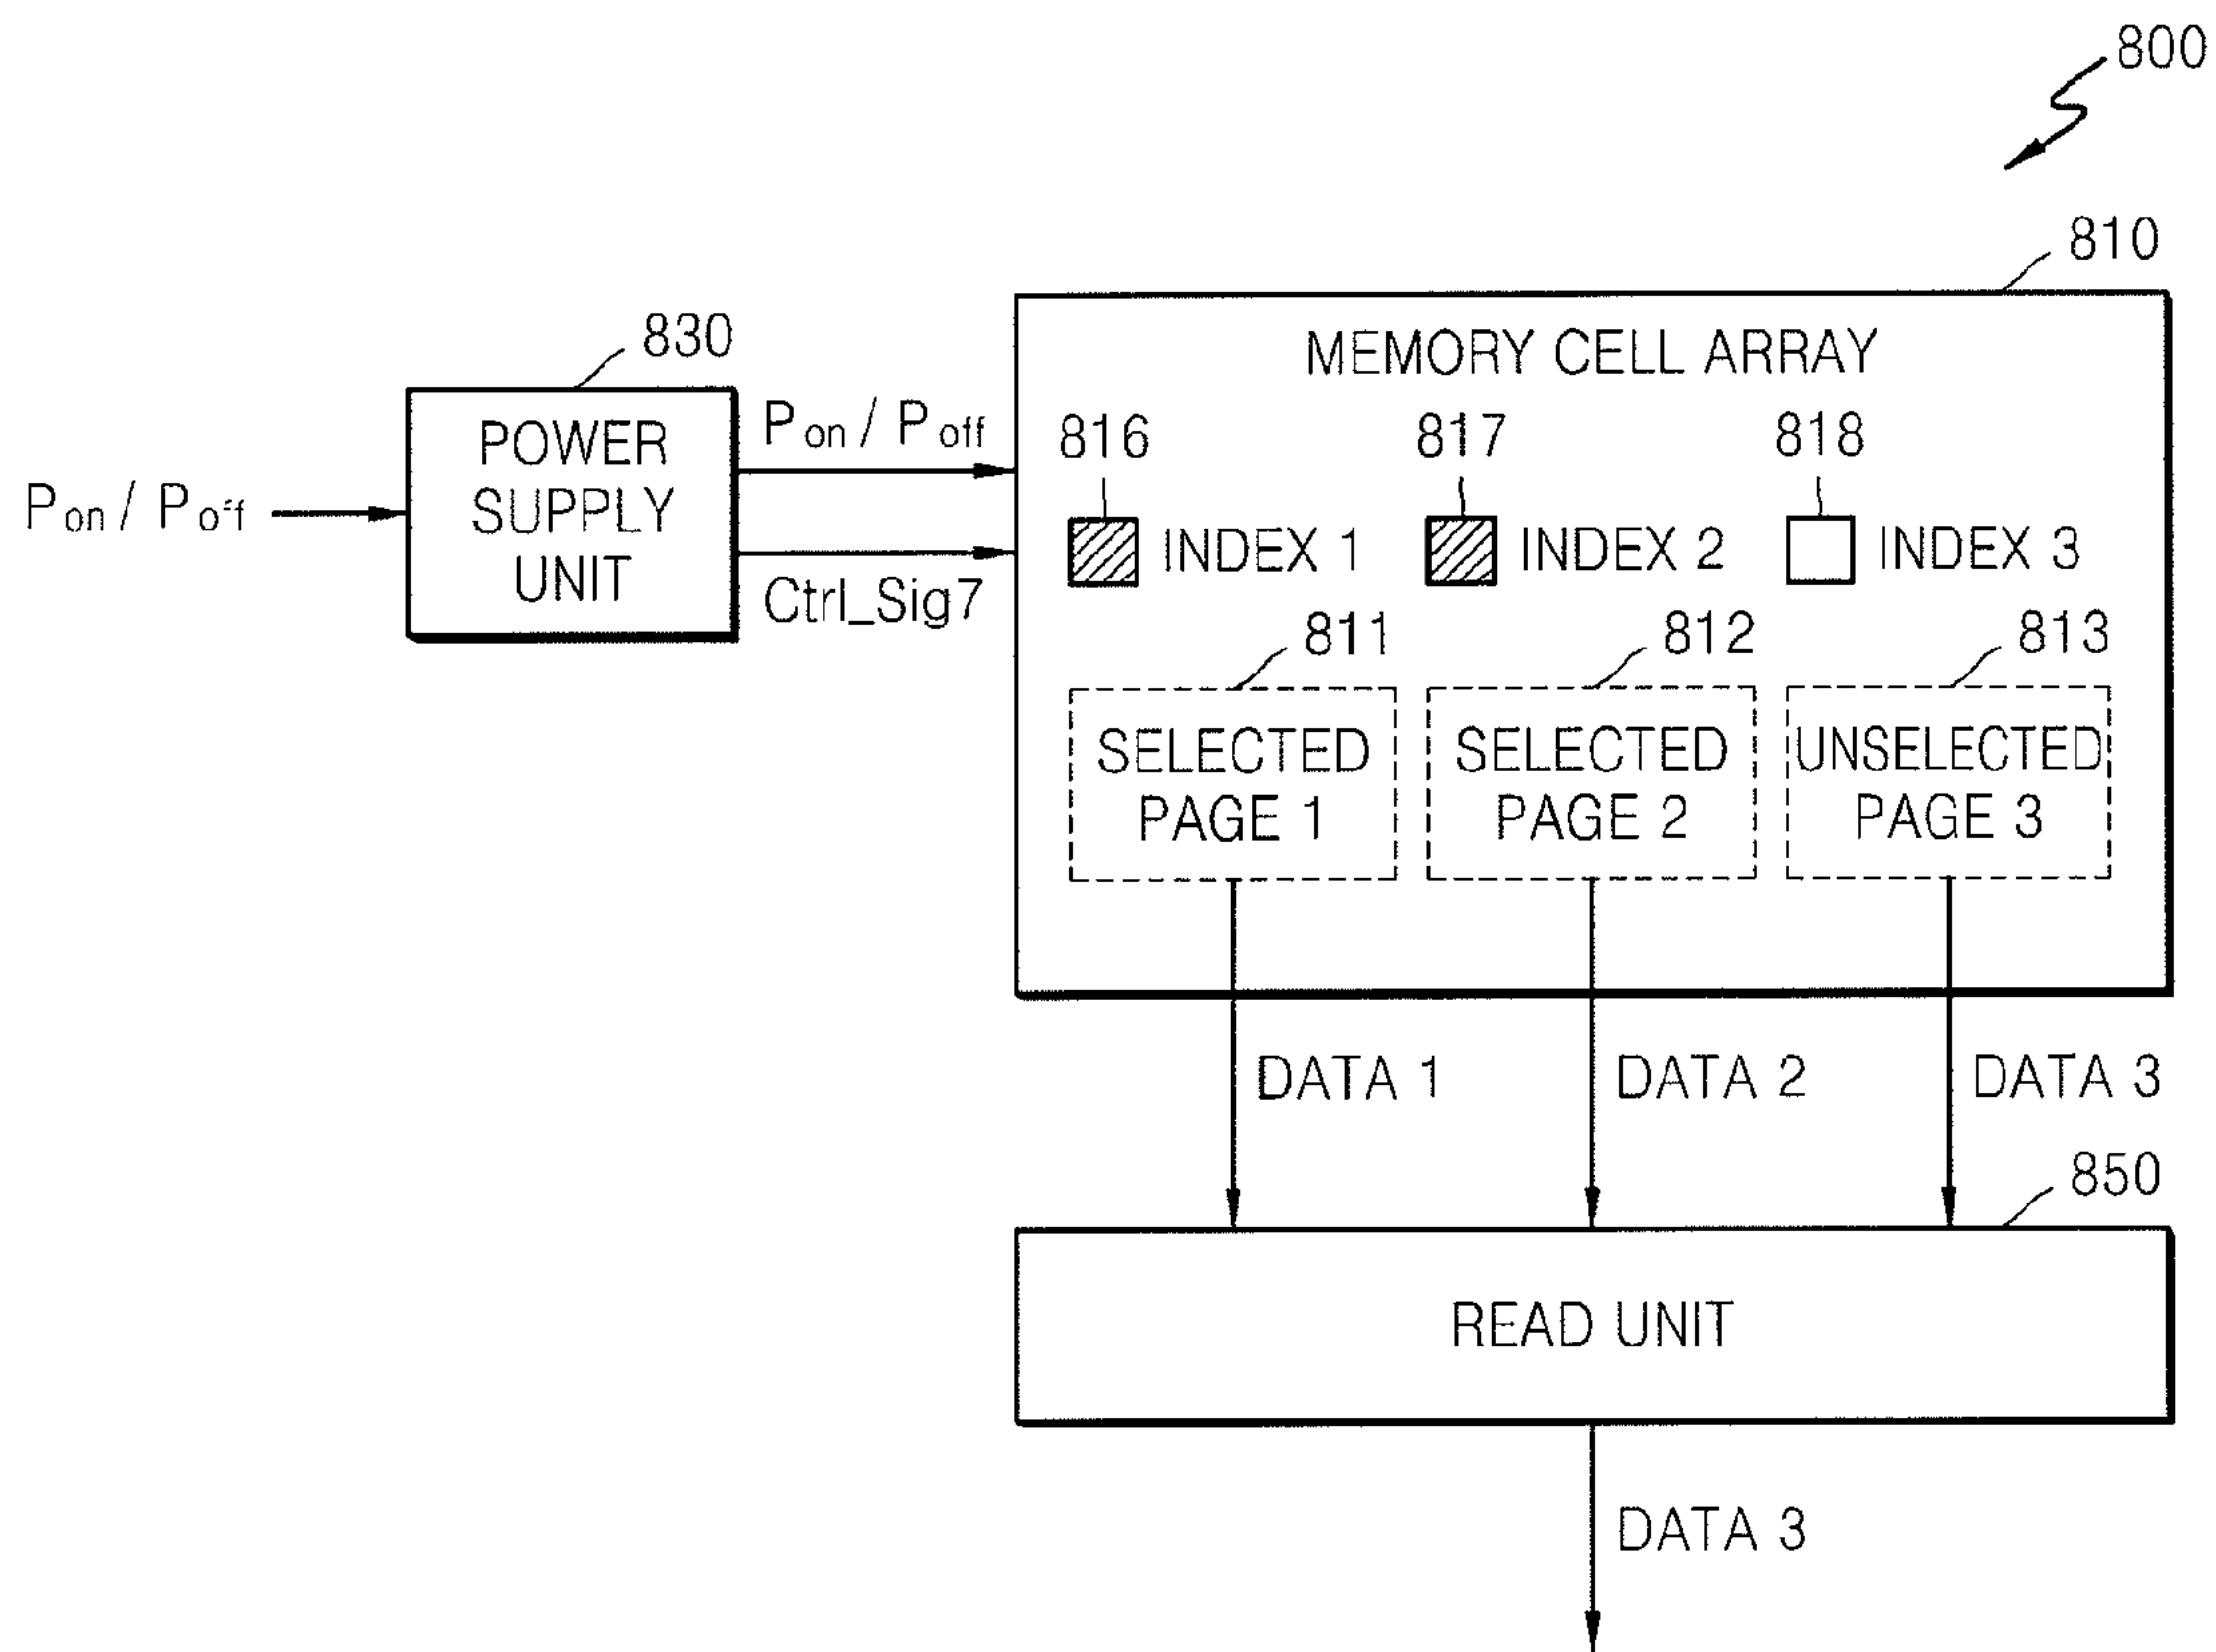 800
810
MEMORY CELL ARRAY
830
POWER
SUPPLY
UNIT
Pon / Poff
Pon / Poff
Ctrl_Sig7
816
817
818
INDEX 1
INDEX 2
INDEX 3
811
812
813
SELECTED
PAGE 1
SELECTED
PAGE 2
UNSELECTED
PAGE 3
DATA 1
DATA 2
DATA 3
850
READ UNIT
DATA 3